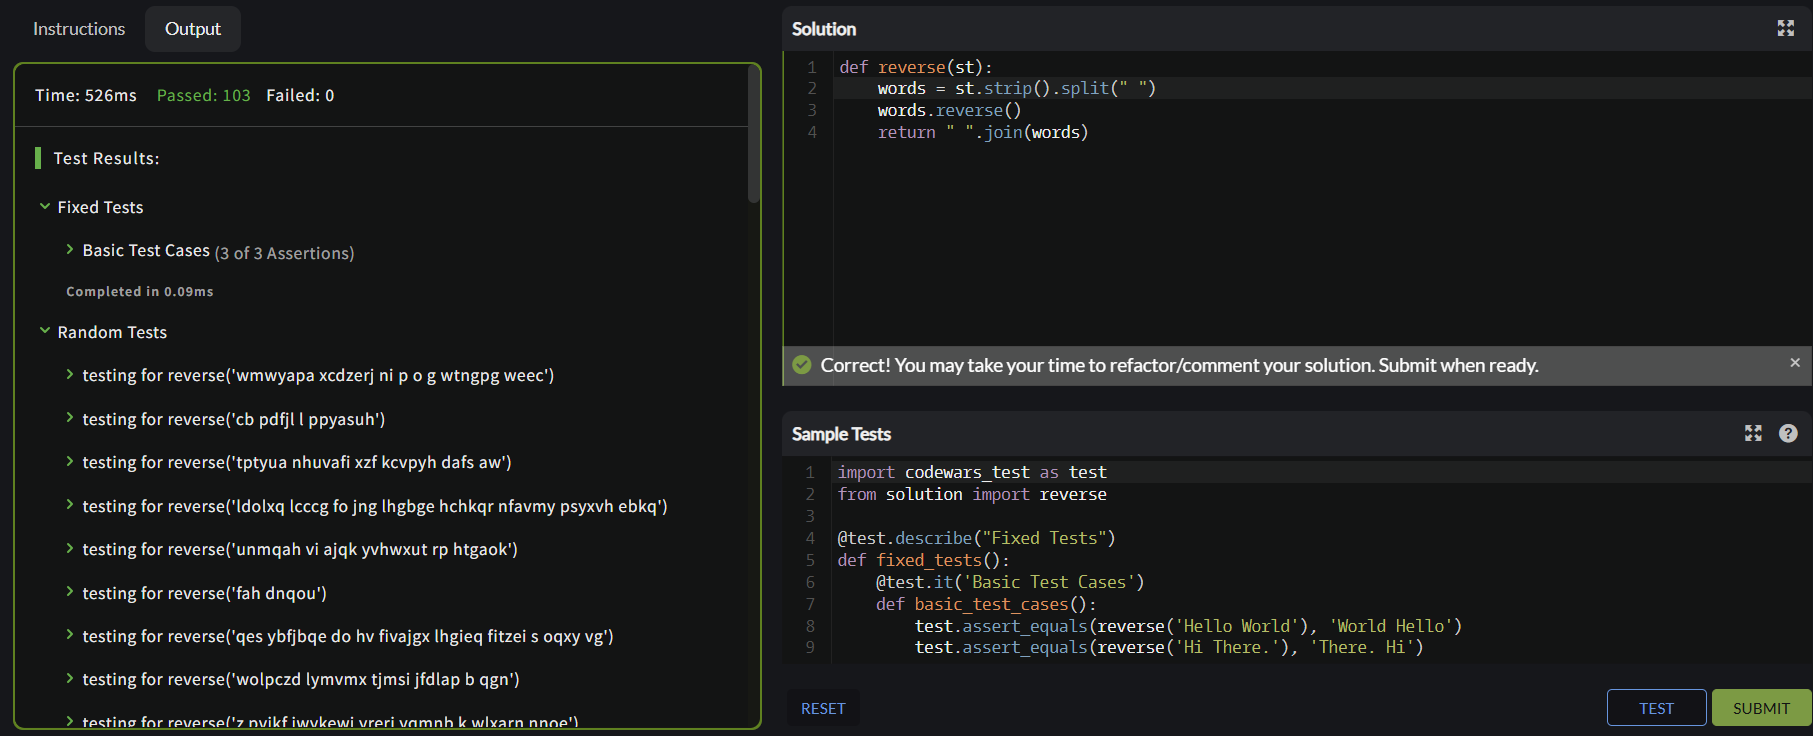 Instructions
Output
Time: 526ms Passed: 103 Failed: 0
Test Results:
Fixed Tests
Basic Test Cases (3 of 3 Assertions)
Completed in 0.09ms
Random Tests
testing for reverse('wmwyapa xcdzerj ni p o g wtngpg weec')
testing for reverse('cb pdfjl l ppyasuh')
testing for reverse('tptyua nhuvafi xzf kcvpyh dafs aw')
testing for reverse('ldolxq lcccg fo jng lhgbge hchkqr nfavmy psyxvh ebkq')
testing for reverse('unmqah vi ajqk yvhwxut rp htgaok')
testing for reverse('fah dnqou')
testing for reverse('qes ybfjbqe do hv fivajgx lhgieq fitzei s oqxy vg')
testing for reverse('wolpczd lymvmx tjmsi jfdlap b qgn')
testing for reverse('z
Solution
1 def reverse(st):
2     words = st.strip().split(" ")
3     words.reverse()
4     return " ".join(words)
Correct! You may take your time to refactor/comment your solution. Submit when ready.
Sample Tests
1 import codewars_test as test
2 from solution import reverse
3
4 @test.describe("Fixed Tests")
5 def fixed_tests():
6     @test.it('Basic Test Cases')
7     def basic_test_cases():
8         test.assert_equals(reverse('Hello World'), 'World Hello')
9         test.assert_equals(reverse('Hi There.'), 'There. Hi')
RESET
TEST
SUBMIT